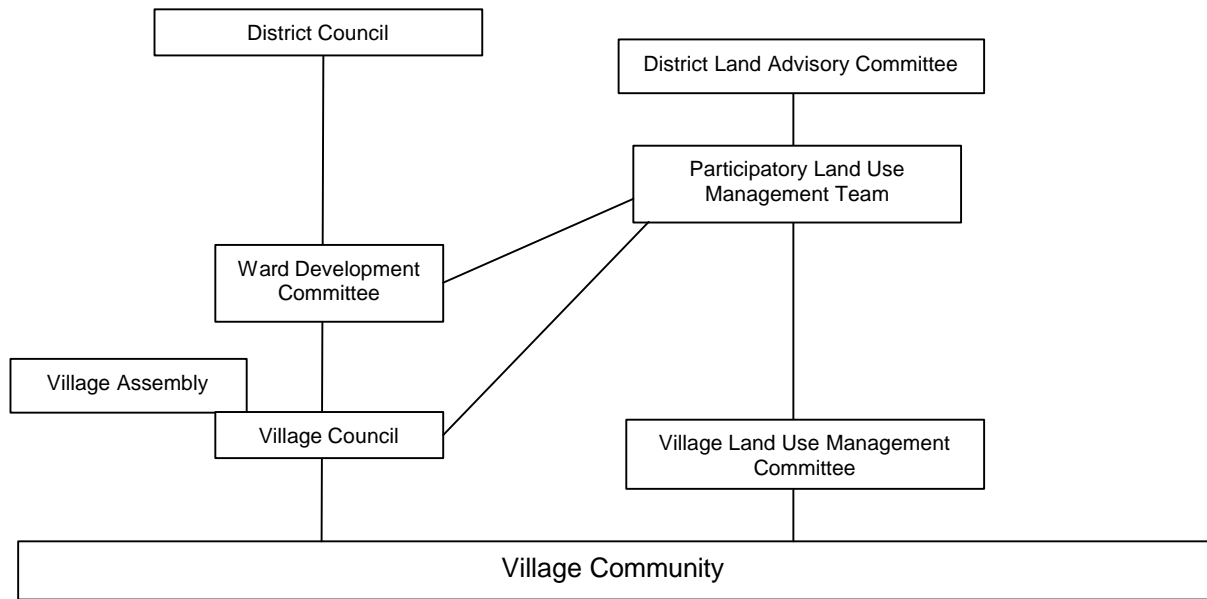 District Council
District Land Advisory Committee
Participatory Land Use
Management Team
Ward Development
Committee
Village Assembly
Village Council
Village Land Use Management
Committee
Village Community